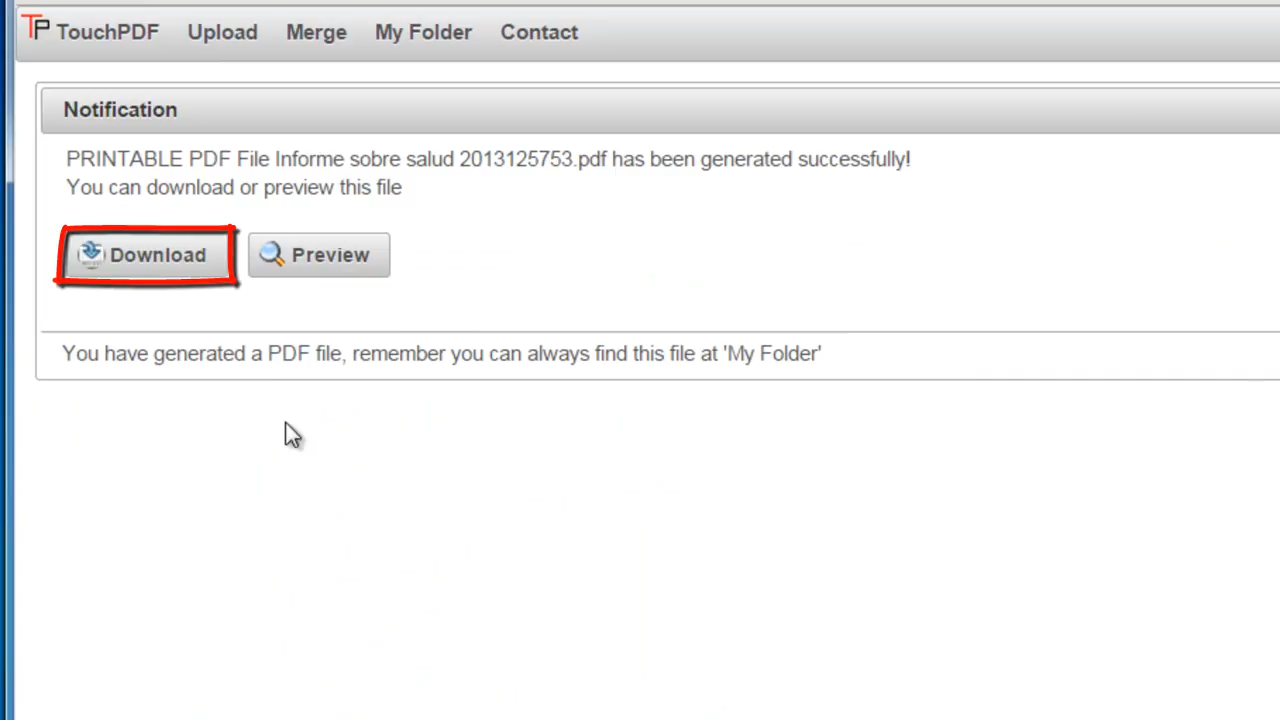 TP TouchPDF Upload Merge My Folder Contact
Notification
PRINTABLE PDF File Informe sobre salud 2013125753.pdf has been generated successfully!
You can download or preview this file
Download Preview
You have generated a PDF file, remember you can always find this file at 'My Folder'